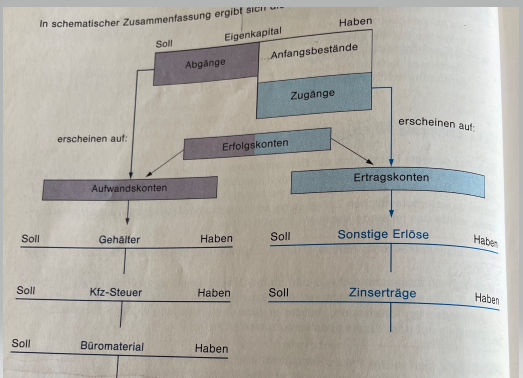 In schematischer Zusammenfassung ergibt sich
Soll Eigenkapital Haben
Abgänge Anfangsbestände
Zugänge
erscheinen auf: erscheinen auf:
Erfolgskonten
Aufwandskonten Ertragskonten
Soll Gehälter Haben Soll Sonstige Erlöse Haben
Soll Kfz-Steuer Haben Soll Zinserträge Haben
Soll Büromaterial Haben